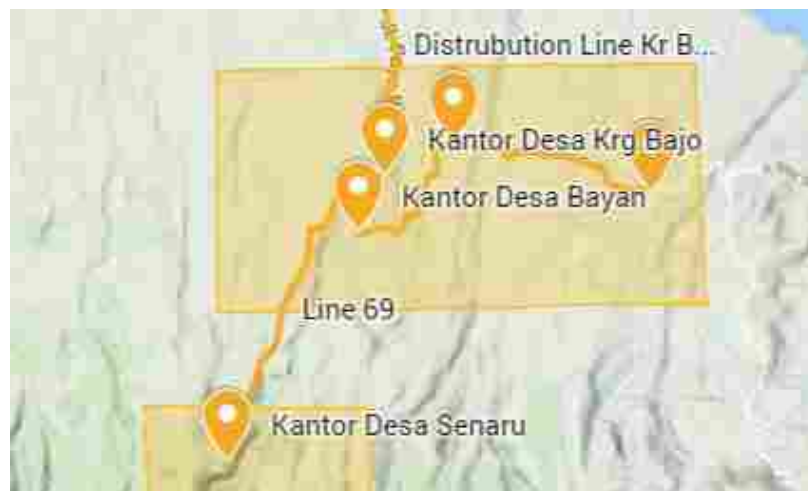 Distrubution Line Kr B...
Kantor Desa Krg Bajo
Kantor Desa Bayan
Line 69
Kantor Desa Senaru